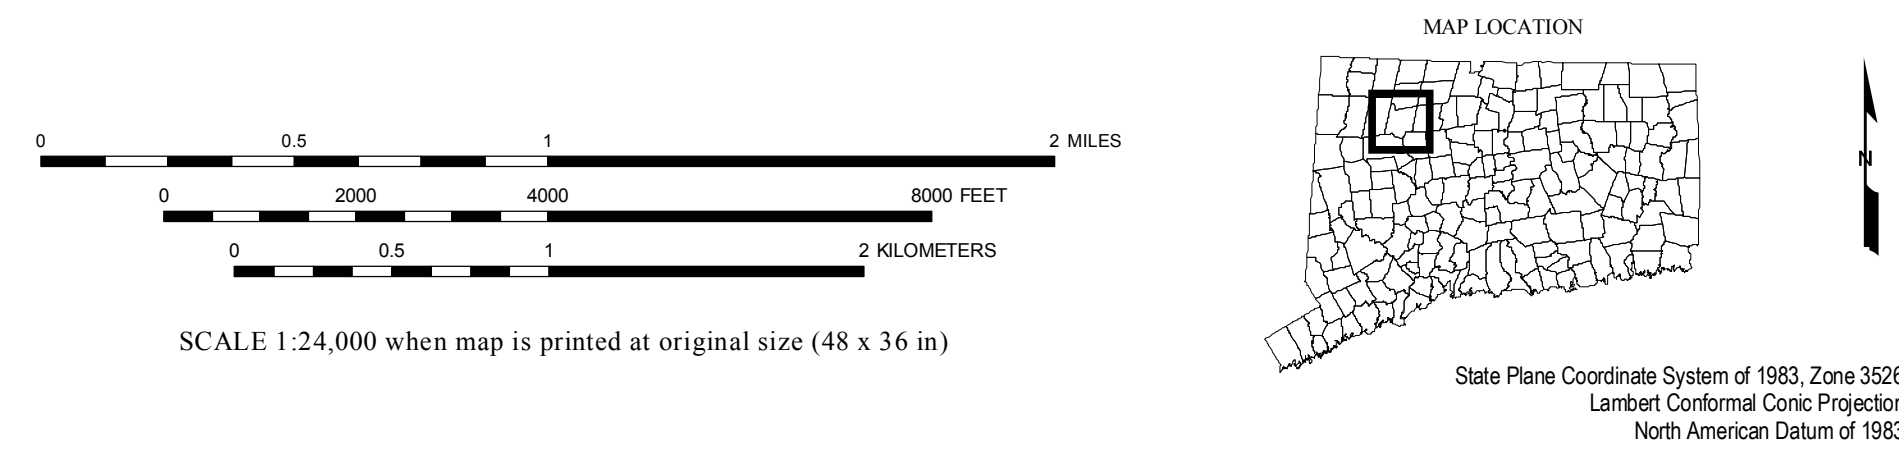 MAP LOCATION
0 0.5 1 2 MILES
0 2000 4000 8000 FEET
0 0.5 1 2 KILOMETERS
N
SCALE 1:24,000 when map is printed at original size (48 x 36 in)
State Plane Coordinate System of 1983, Zone 3526
Lambert Conformal Conic Projection
North American Datum of 1983